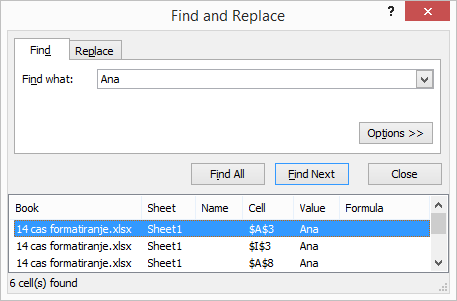 Find and Replace
?
Find Replace
Find what: Ana
Options >>
Find All Find Next Close
Book Sheet Name Cell Value Formula
14 cas formatiranje.xlsx Sheet1 $A$3 Ana
14 cas formatiranje.xlsx Sheet1 $I$3 Ana
14 cas formatiranje.xlsx Sheet1 $A$8 Ana
6 cell(s) found